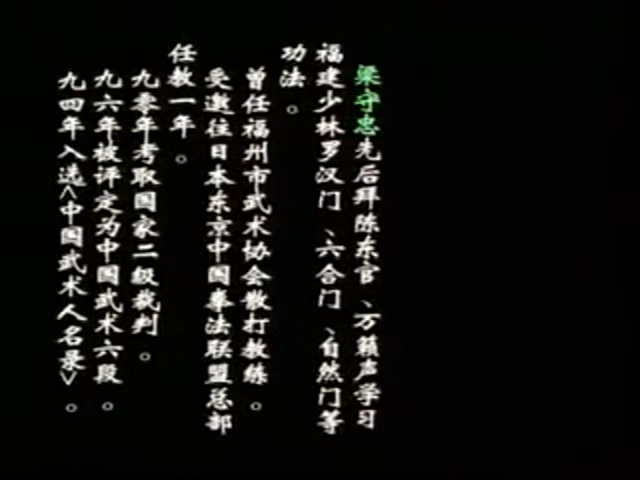 梁守忠先后拜陈东官、万籁声学习
福建少林罗汉门、六合门、自然门等
功法。
曾任福州市武术协会散打教练。
受邀往日本东京中国拳法联盟总部
任教一年。
九零年考取国家二级裁判。
九六年被评定为中国武术六段。
九四年入选<中国武术人名录>。